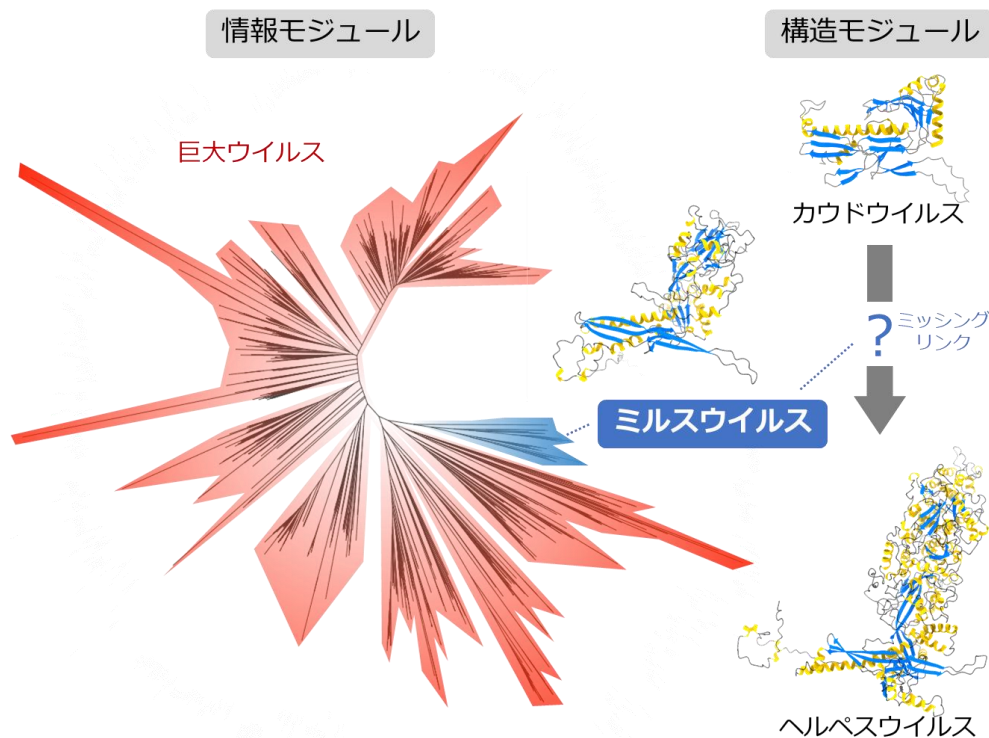 情報モジュール
構造モジュール
巨大ウイルス
カウドウイルス
?
ミッシング
リンク
ミルスウイルス
ヘルペスウイルス